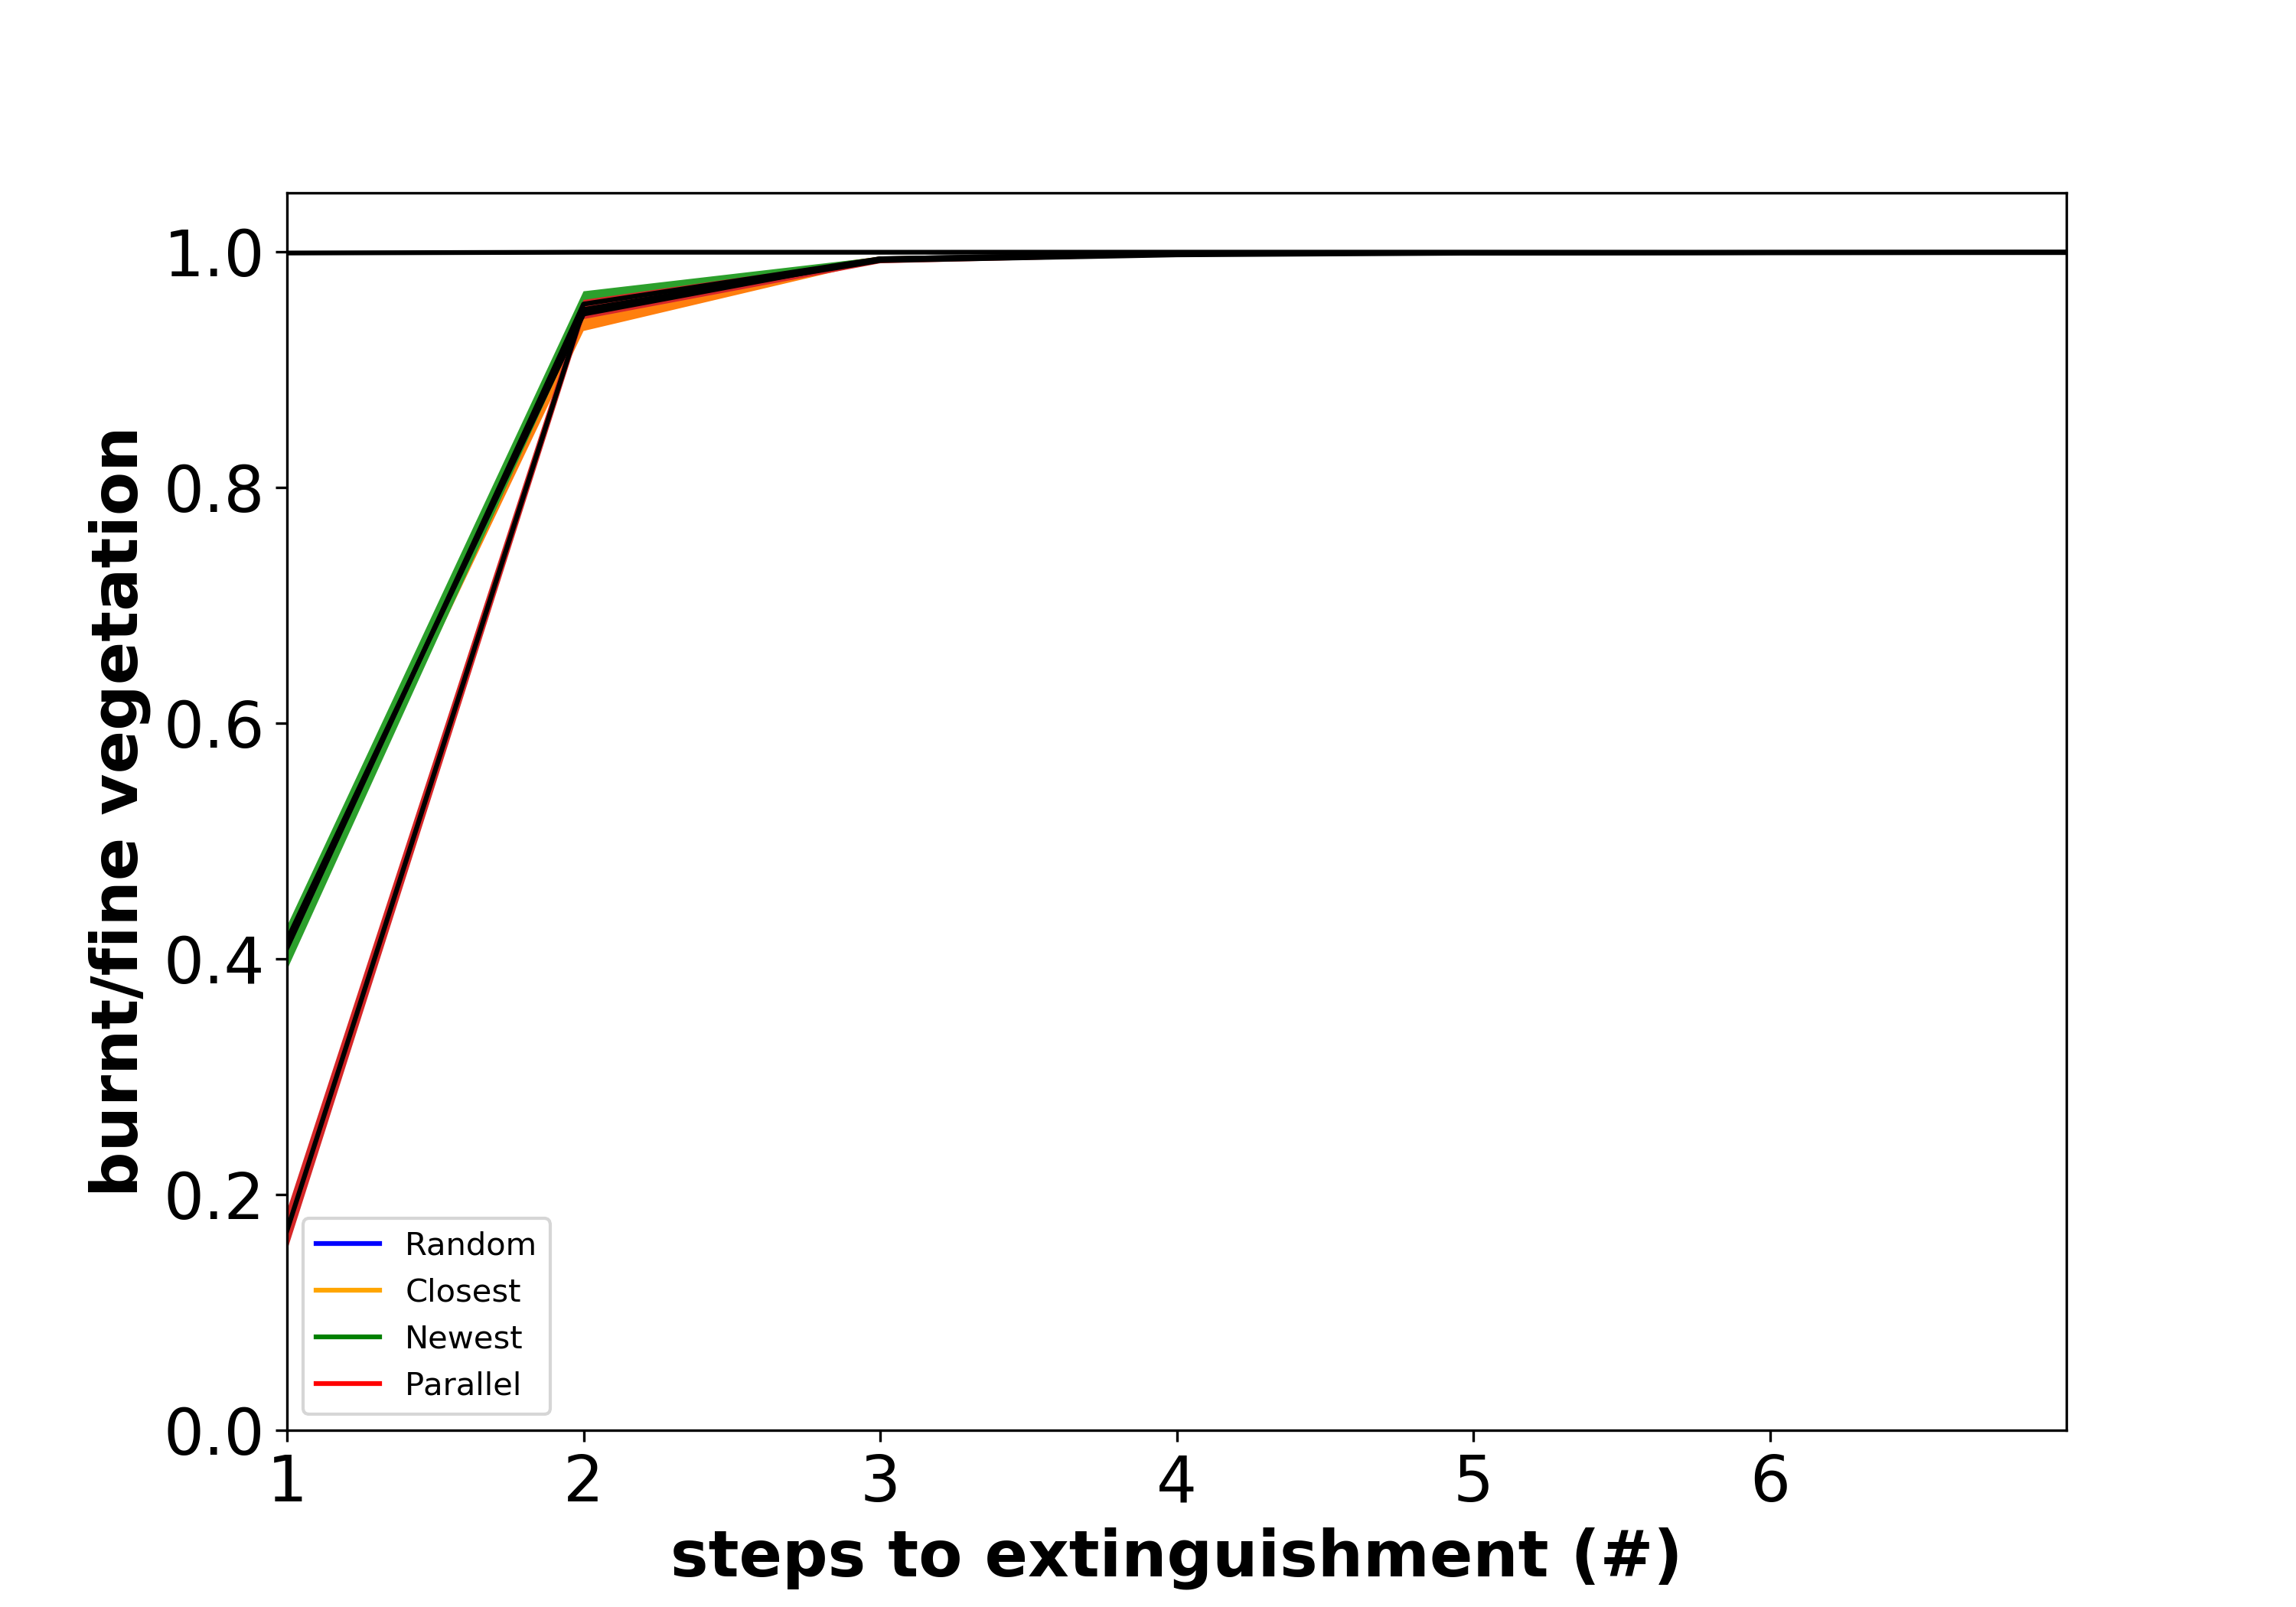 burnt/fine vegetation
1.0
0.8
0.6
0.4
0.2
0.0
Random
Closest
Newest
Parallel
1 2 3 4 5 6
steps to extinguishment (#)